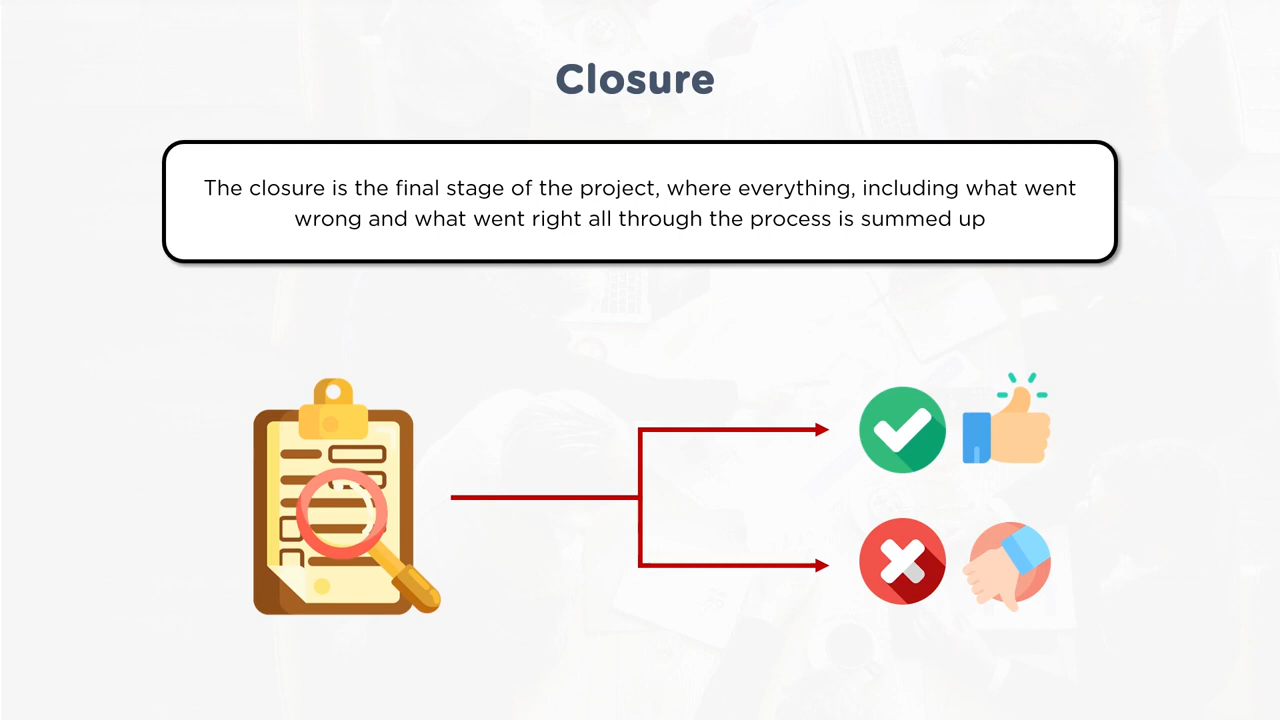 Closure
The closure is the final stage of the project, where everything, including what went
wrong and what went right all through the process is summed up